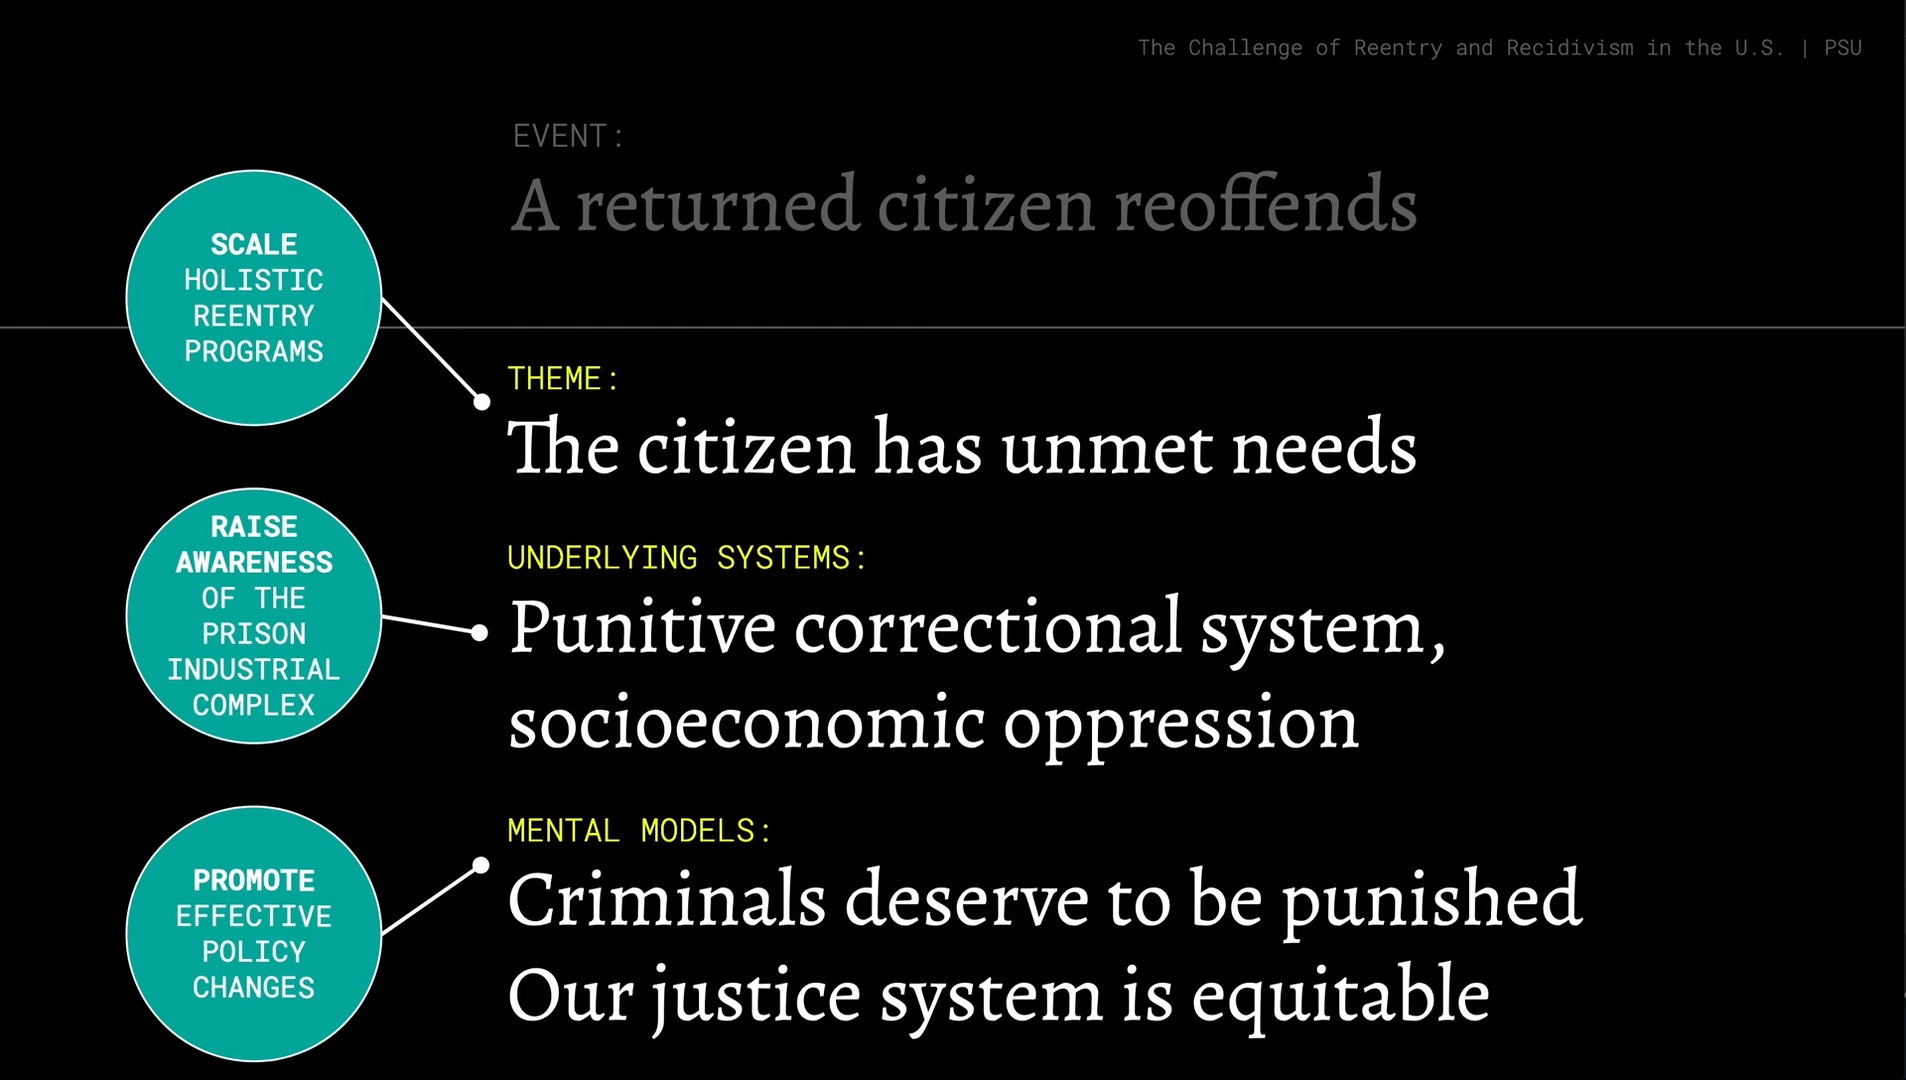 The Challenge of Reentry and Recidivism in the U.S. | PSU
EVENT:
A returned citizen reoffends
SCALE
HOLISTIC
REENTRY
PROGRAMS
THEME:
The citizen has unmet needs
RAISE
AWARENESS
OF THE
PRISON
INDUSTRIAL
COMPLEX
UNDERLYING SYSTEMS:
Punitive correctional system,
socioeconomic oppression
PROMOTE
EFFECTIVE
POLICY
CHANGES
MENTAL MODELS:
Criminals deserve to be punished
Our justice system is equitable